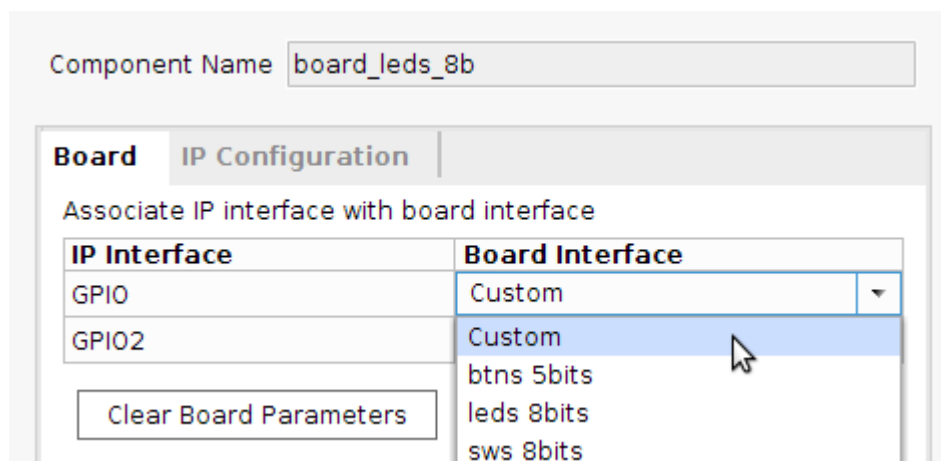 Component Name board_leds_8b
Board IP Configuration
Associate IP interface with board interface
IP Interface Board Interface
GPIO Custom
GPIO2 Custom
btns 5bits
Clear Board Parameters leds 8bits
sws 8bits